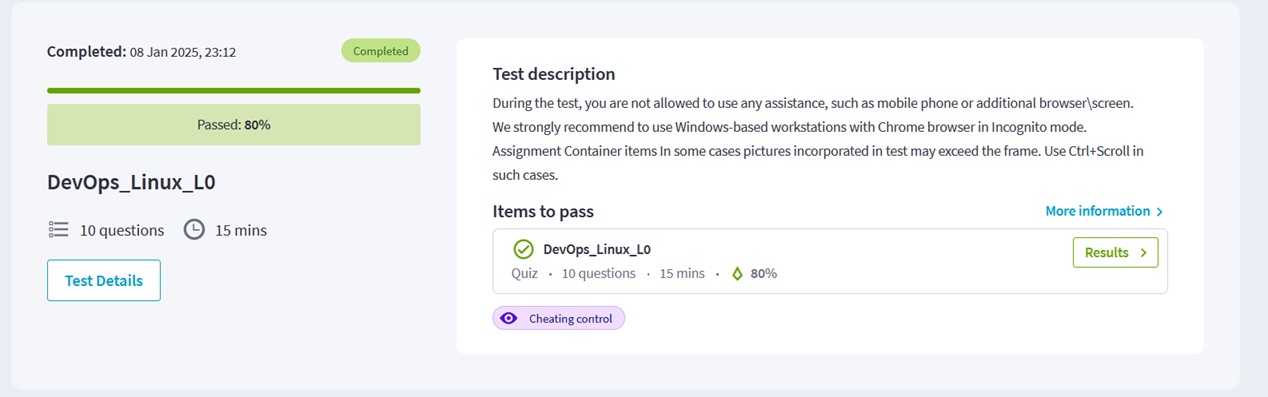 Completed: 08 Jan 2025, 23:12
Completed
Passed: 80%
DevOps_Linux_L0
10 questions
15 mins
Test Details
Test description
During the test, you are not allowed to use any assistance, such as mobile phone or additional browser\screen.
We strongly recommend to use Windows-based workstations with Chrome browser in Incognito mode.
Assignment Container items In some cases pictures incorporated in test may exceed the frame. Use Ctrl+Scroll in
such cases.
Items to pass
More information
DevOps_Linux_L0
Results
Quiz • 10 questions • 15 mins • 80%
Cheating control